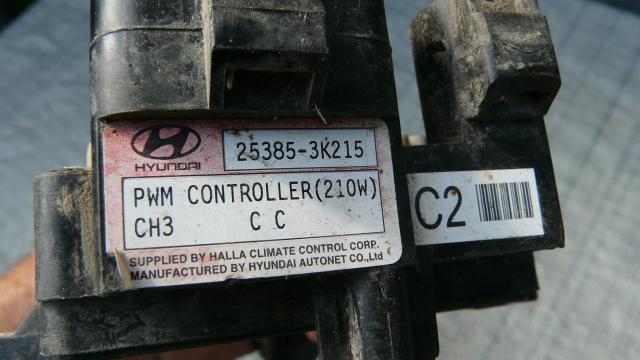 HYUNDAI
25385-3K215
PWM CONTROLLER(210W)
CH3 C C
C2
SUPPLIED BY HALLA CLIMATE CONTROL CORP.
MANUFACTURED BY HYUNDAI AUTONET CO.,Ltd